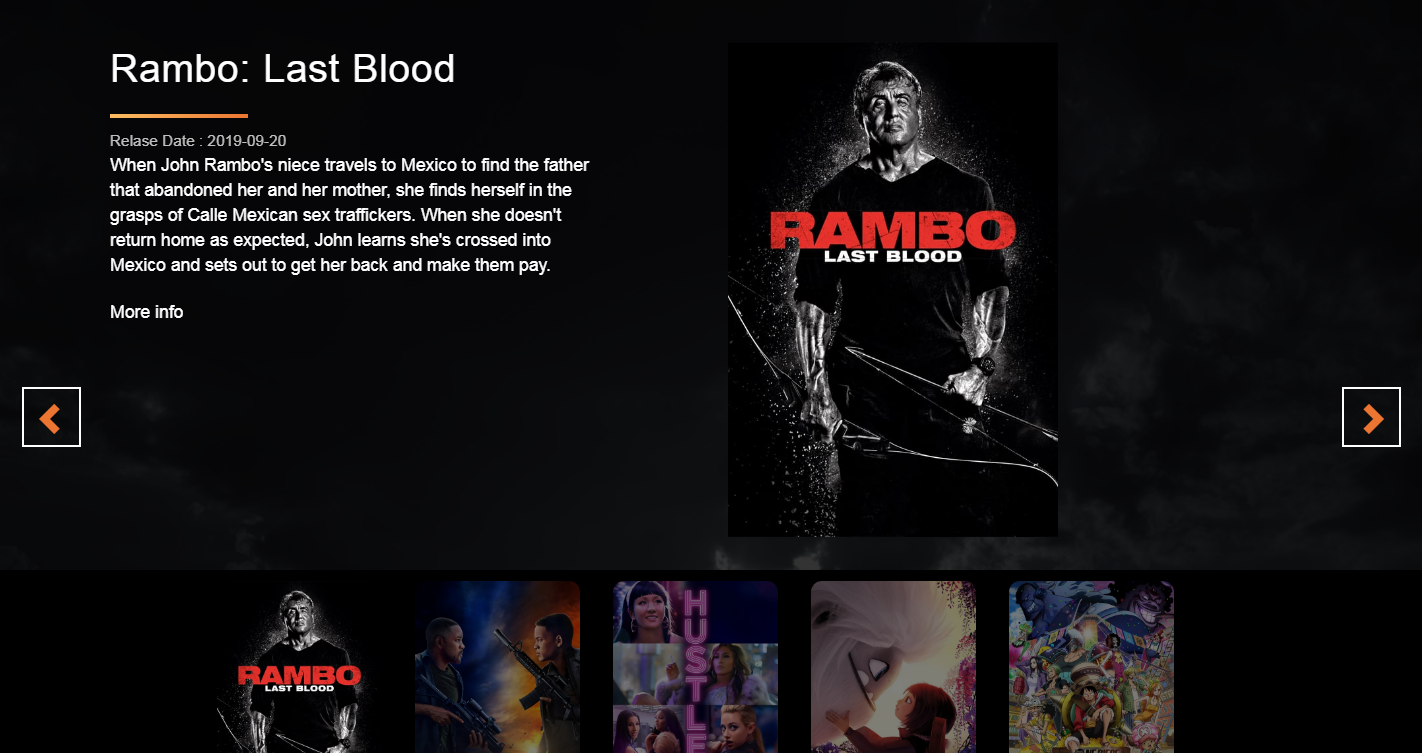 Rambo: Last Blood
Relase Date : 2019-09-20
When John Rambo's niece travels to Mexico to find the father
that abandoned her and her mother, she finds herself in the
grasps of Calle Mexican sex traffickers. When she doesn't
return home as expected, John learns she's crossed into
Mexico and sets out to get her back and make them pay.
More info
RAMBO
LAST BLOOD
RAMBO
LAST BLOOD
HUSTLE